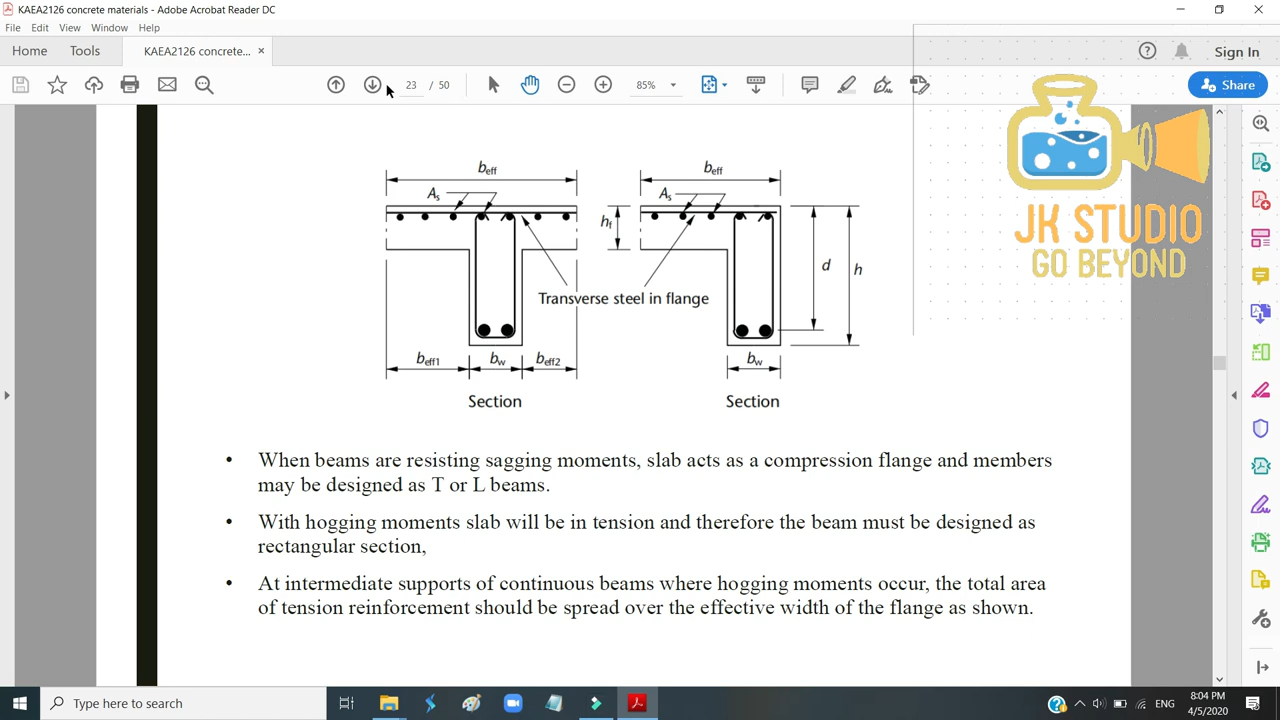 KAEA2126 concrete materials - Adobe Acrobat Reader DC
File Edit View Window Help
Home Tools KAEA2126 concrete... × Sign In
23 / 50 85% Share
JK STUDIO
GO BEYOND
beff beff
As As
hf
d h
Transverse steel in flange
beff1 bw beff2 bw
Section Section
• When beams are resisting sagging moments, slab acts as a compression flange and members
may be designed as T or L beams.
• With hogging moments slab will be in tension and therefore the beam must be designed as
rectangular section,
• At intermediate supports of continuous beams where hogging moments occur, the total area
of tension reinforcement should be spread over the effective width of the flange as shown.
Type here to search
ENG
8:04 PM
4/5/2020